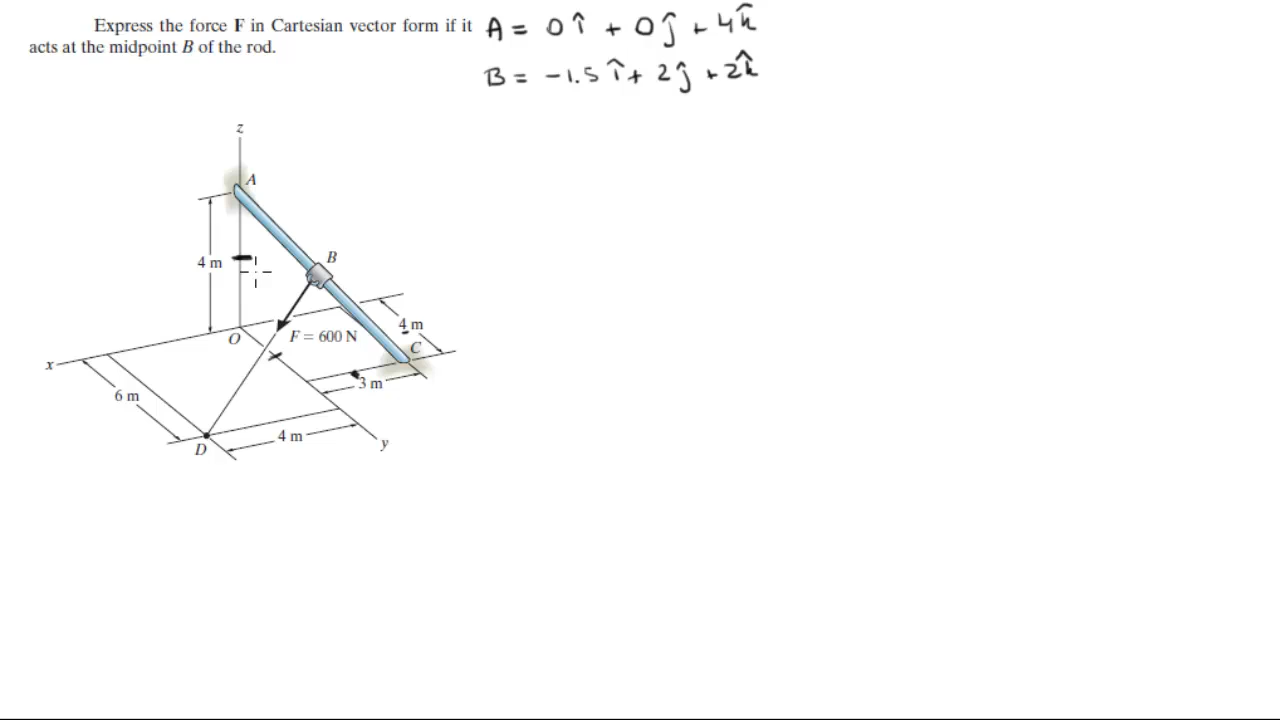 Express the force F in Cartesian vector form if it
acts at the midpoint B of the rod.
A = 0î + 0ĵ + 4k̂
B = -1.5î + 2ĵ + 2k̂
z
A
B
4 m
4 m
O
F = 600 N
C
x
3 m
6 m
4 m
y
D